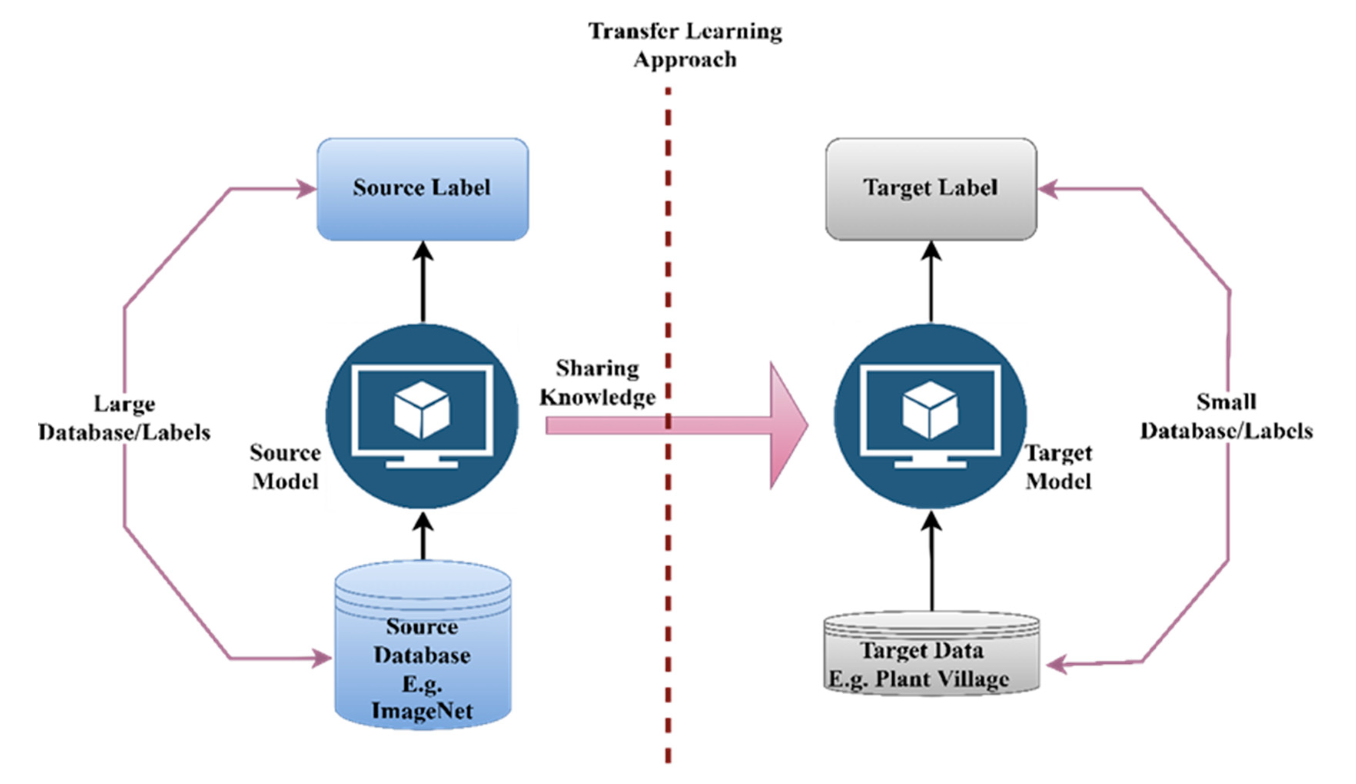 Transfer Learning
Approach
Source Label
Target Label
Sharing
Knowledge
Large
Database/Labels
Small
Database/Labels
Source
Model
Target
Model
Source
Database
E.g.
ImageNet
Target Data
E.g. Plant Village